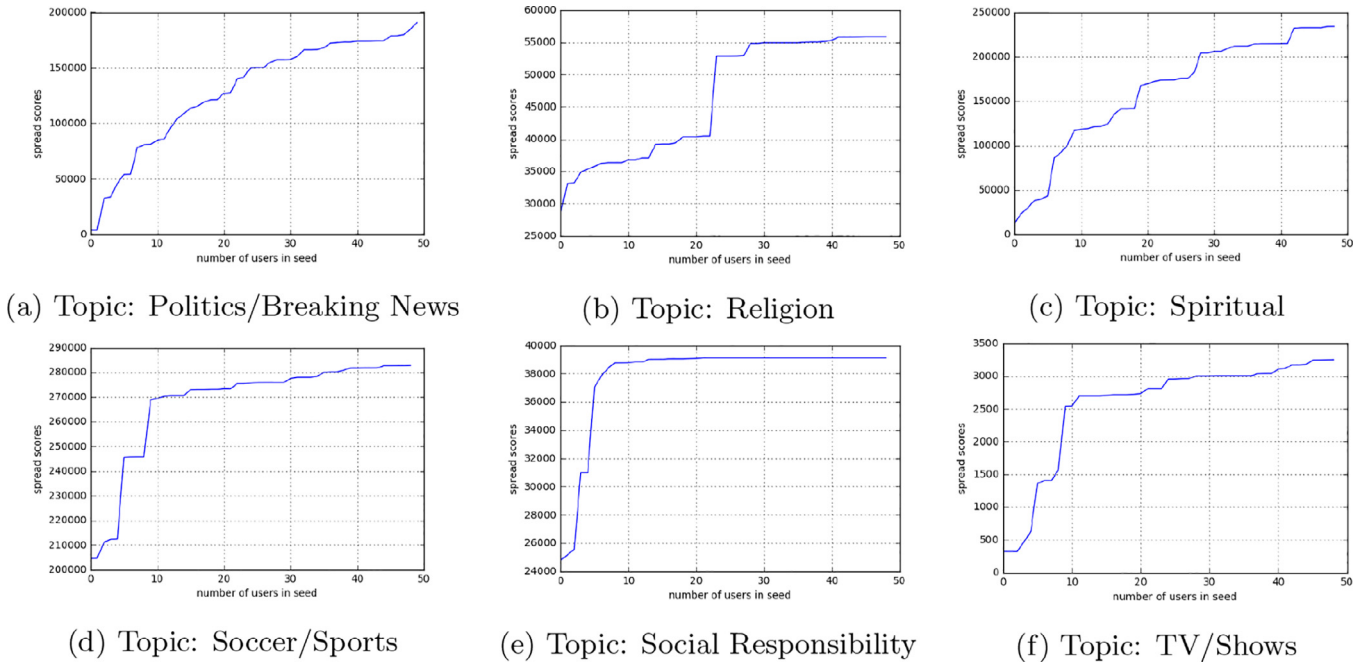 200000
150000
100000
50000
0
0 10 20 30 40 50
spread scores
number of users in seed
(a) Topic: Politics/Breaking News
60000
55000
50000
45000
40000
35000
30000
25000
0 10 20 30 40 50
spread scores
number of users in seed
(b) Topic: Religion
250000
200000
150000
100000
50000
0
0 10 20 30 40 50
spread scores
number of users in seed
(c) Topic: Spiritual
290000
280000
270000
260000
250000
240000
230000
220000
210000
200000
0 10 20 30 40 50
spread scores
number of users in seed
(d) Topic: Soccer/Sports
40000
38000
36000
34000
32000
30000
28000
26000
24000
0 10 20 30 40 50
spread scores
number of users in seed
(e) Topic: Social Responsibility
3500
3000
2500
2000
1500
1000
500
0
0 10 20 30 40 50
spread scores
number of users in seed
(f) Topic: TV/Shows